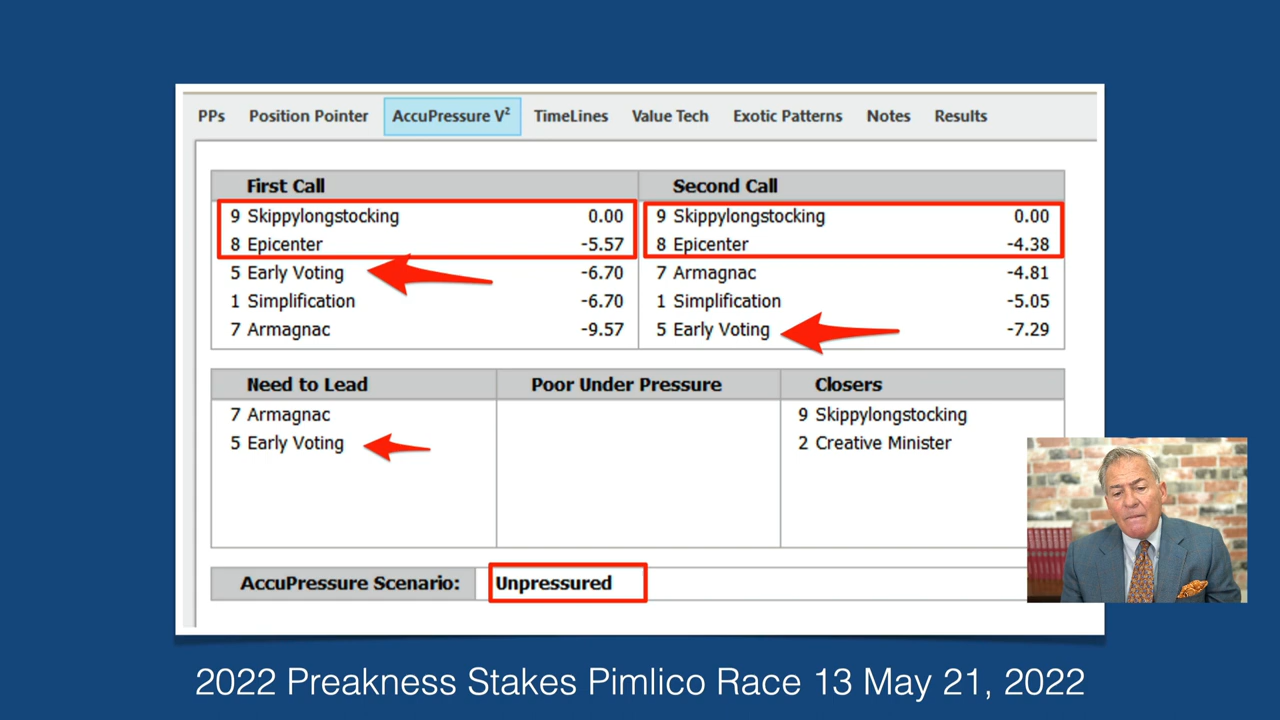 PPs Position Pointer AccuPressure V² TimeLines Value Tech Exotic Patterns Notes Results
First Call
9 Skippylongstocking 0.00
8 Epicenter -5.57
5 Early Voting -6.70
1 Simplification -6.70
7 Armagnac -9.57
Second Call
9 Skippylongstocking 0.00
8 Epicenter -4.38
7 Armagnac -4.81
1 Simplification -5.05
5 Early Voting -7.29
Need to Lead
7 Armagnac
5 Early Voting
Poor Under Pressure
Closers
9 Skippylongstocking
2 Creative Minister
AccuPressure Scenario: Unpressured
2022 Preakness Stakes Pimlico Race 13 May 21, 2022